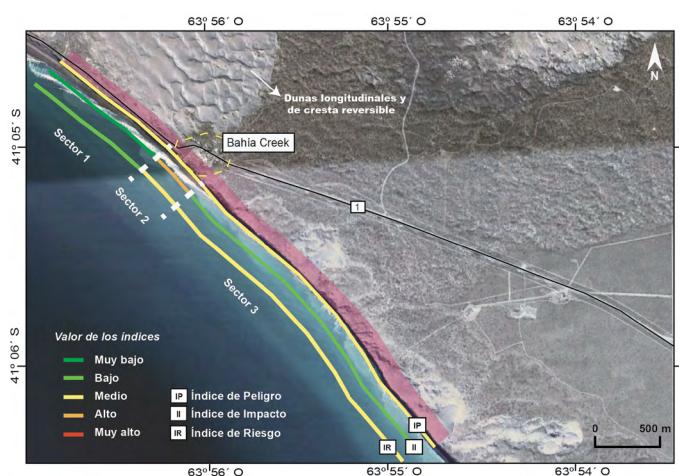 63° 56´ O
63° 55´ O
63° 54´ O
N
Dunas longitudinales y
de cresta reversible
Bahía Creek
41° 05´ S
Sector 1
Sector 2
1
Sector 3
41° 06´ S
Valor de los índices
Muy bajo
Bajo
Medio
Alto
Muy alto
IP Índice de Peligro
II Índice de Impacto
IR Índice de Riesgo
IP
IR
II
0 500 m
63° 56´ O
63° 55´ O
63° 54´ O